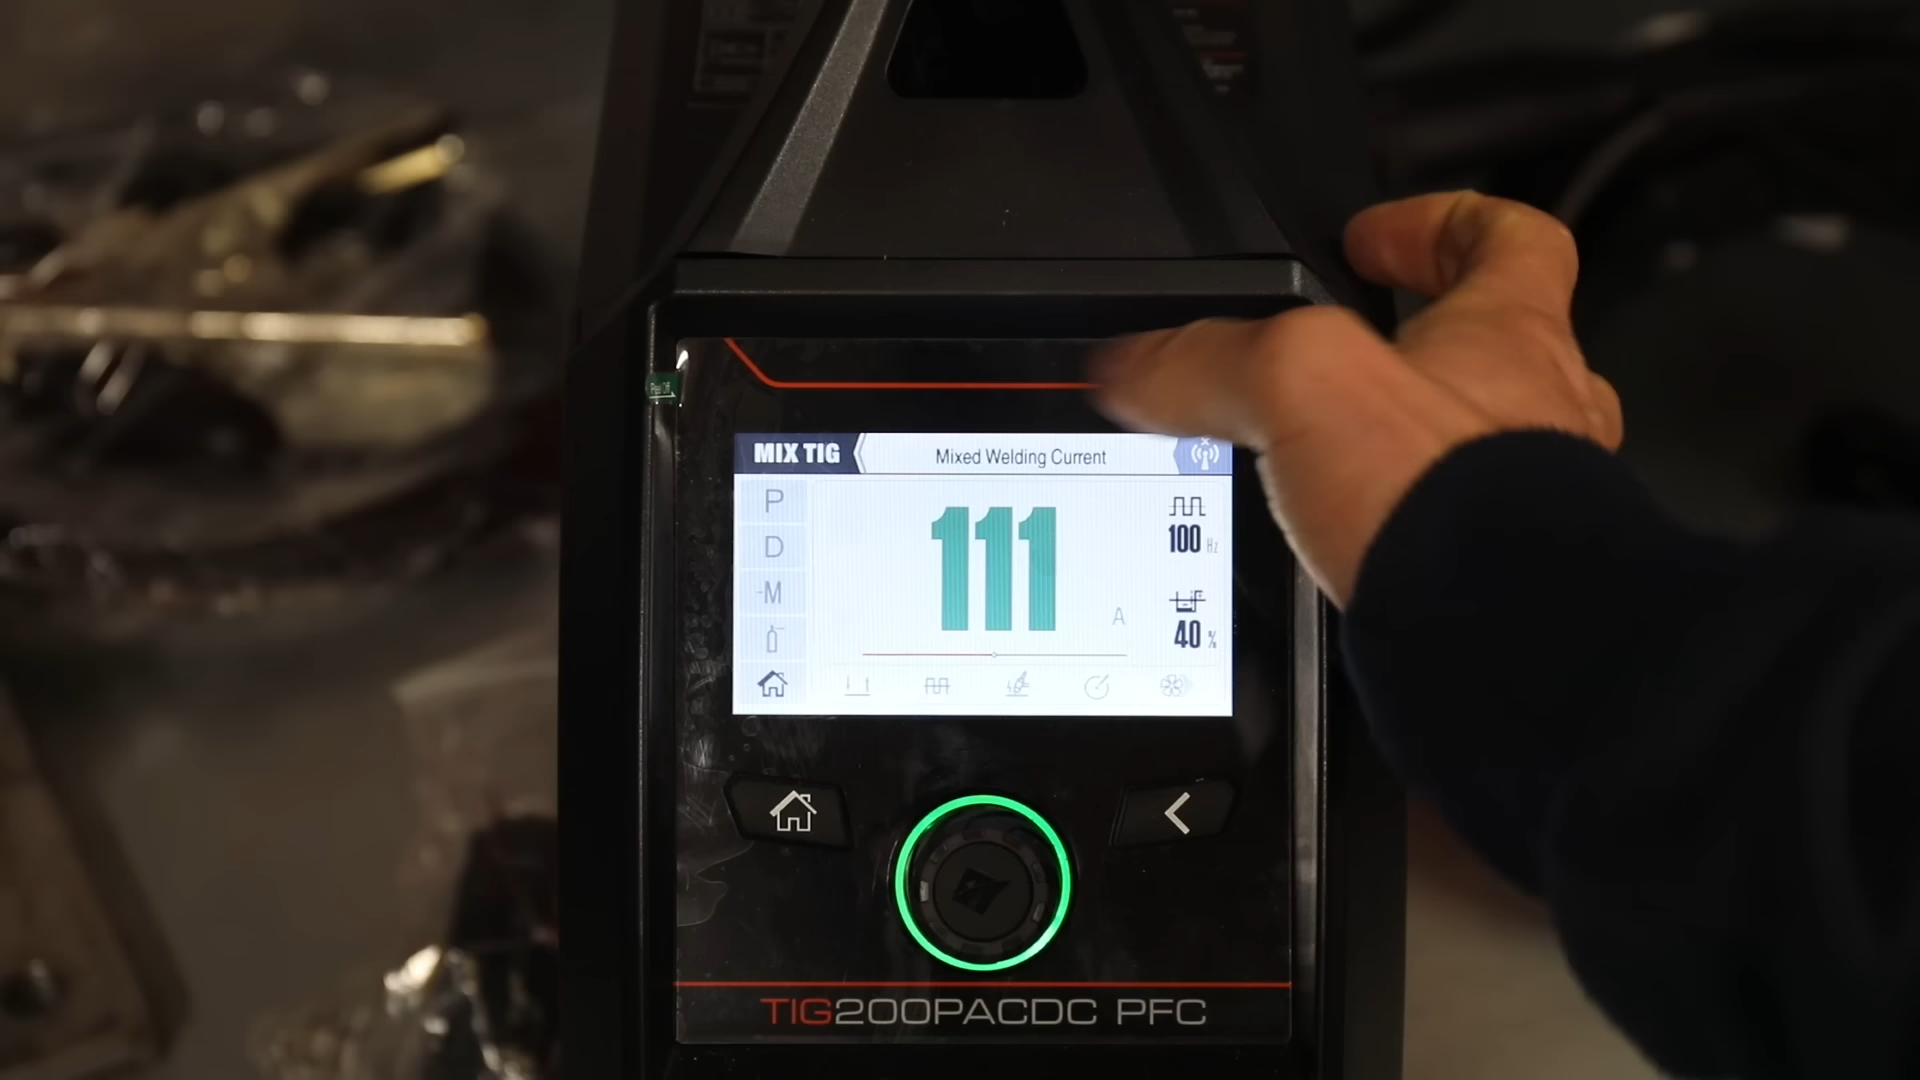 MIX TIG
Mixed Welding Current
P
D
-M
111
A
100 Hz
40 %
TIG200PACDC PFC